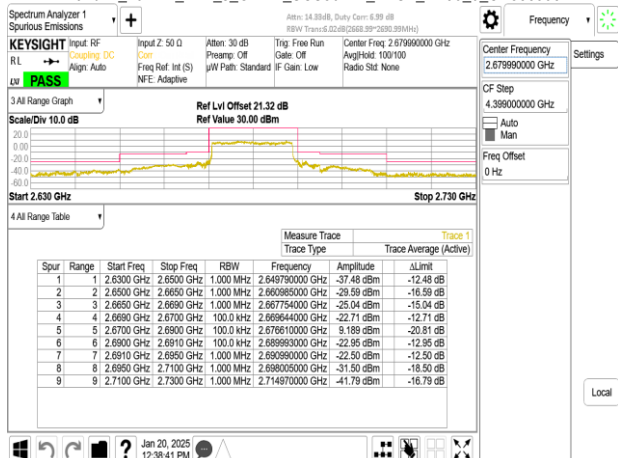 Spectrum Analyzer 1
Spurious Emissions
Attn: 14.33dB, Duty Corr: 6.99 dB
RBW Trans:6.02dB(2668.99~2690.99MHz)
Frequency
KEYSIGHT Input: RF Input Z: 50 Ω Atten: 30 dB Trig: Free Run Center Freq: 2.679990000 GHz
RL Coupling: DC Corr Preamp: Off Gate: Off Avg|Hold: 100/100
Align: Auto Freq Ref: Int (S) µW Path: Standard IF Gain: Low Radio Std: None
LXI PASS NFE: Adaptive
Center Frequency
2.679990000 GHz
Settings
CF Step
4.399000000 GHz
Auto
Man
Freq Offset
0 Hz
3 All Range Graph
Ref Lvl Offset 21.32 dB
Scale/Div 10.0 dB Ref Value 30.00 dBm
20.0
0.00
-20.0
-40.0
-60.0
Start 2.630 GHz Stop 2.730 GHz
4 All Range Table
Measure Trace Trace 1
Trace Type Trace Average (Active)
Spur Range Start Freq Stop Freq RBW Frequency Amplitude ΔLimit
1 1 2.6300 GHz 2.6500 GHz 1.000 MHz 2.649790000 GHz -37.48 dBm -12.48 dB
2 2 2.6500 GHz 2.6650 GHz 1.000 MHz 2.660985000 GHz -29.59 dBm -16.59 dB
3 3 2.6650 GHz 2.6690 GHz 1.000 MHz 2.667754000 GHz -25.04 dBm -15.04 dB
4 4 2.6690 GHz 2.6700 GHz 100.0 kHz 2.669644000 GHz -22.71 dBm -12.71 dB
5 5 2.6700 GHz 2.6900 GHz 100.0 kHz 2.676610000 GHz 9.189 dBm -20.81 dB
6 6 2.6900 GHz 2.6910 GHz 100.0 kHz 2.689993000 GHz -22.95 dBm -12.95 dB
7 7 2.6910 GHz 2.6950 GHz 1.000 MHz 2.690990000 GHz -22.50 dBm -12.50 dB
8 8 2.6950 GHz 2.7100 GHz 1.000 MHz 2.698005000 GHz -31.50 dBm -18.50 dB
9 9 2.7100 GHz 2.7300 GHz 1.000 MHz 2.714970000 GHz -41.79 dBm -16.79 dB
Local
Jan 20, 2025
12:38:41 PM